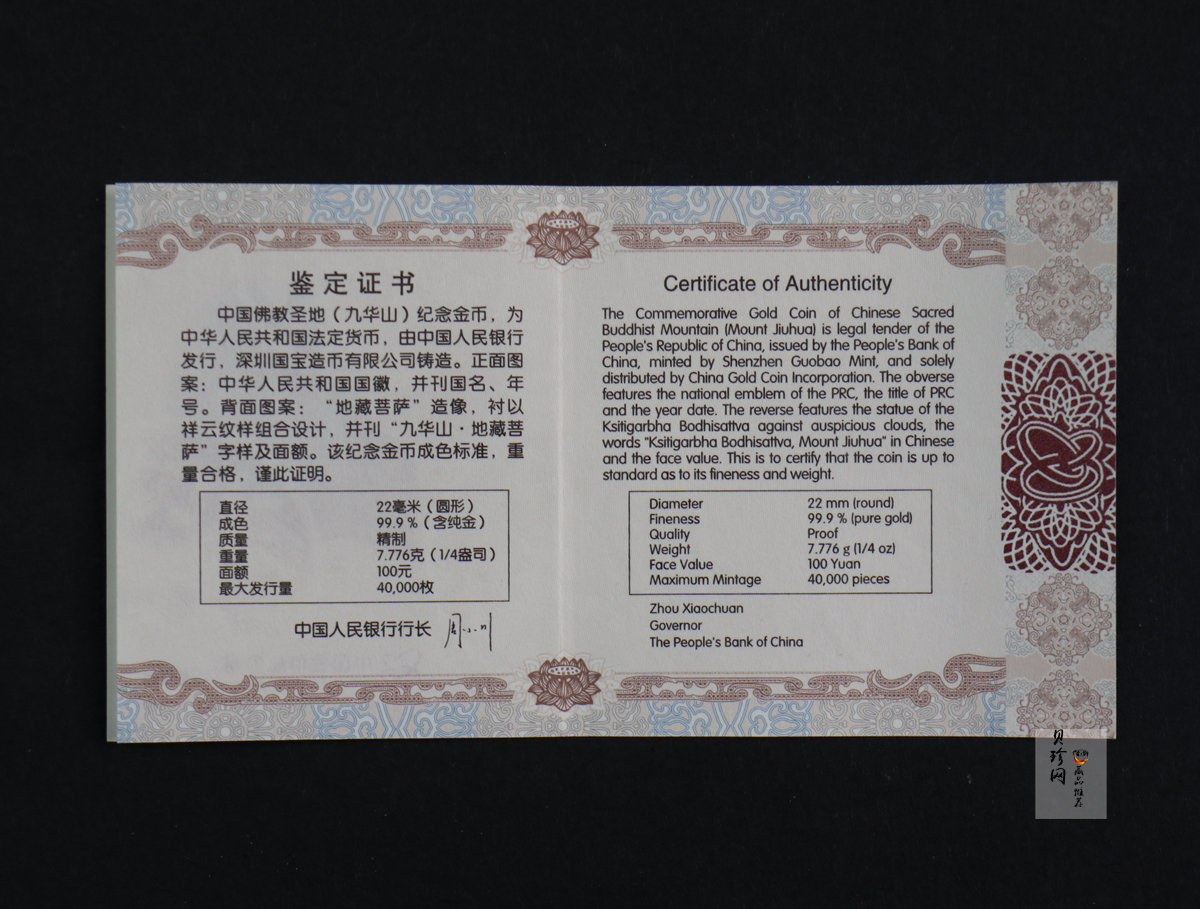 鉴定证书
中国佛教圣地（九华山）纪念金币，为
中华人民共和国法定货币，由中国人民银行
发行，深圳国宝造币有限公司铸造。正面图
案：中华人民共和国国徽，并刊国名、年
号。背面图案：“地藏菩萨”造像，衬以
祥云纹样组合设计，并刊“九华山·地藏菩
萨”字样及面额。该纪念金币成色标准，重
量合格，谨此证明。
直径 22毫米（圆形）
成色 99.9％（含纯金）
质量 精制
重量 7.776克（1/4盎司）
面额 100元
最大发行量 40,000枚
中国人民银行行长 周小川
Certificate of Authenticity
The Commemorative Gold Coin of Chinese Sacred
Buddhist Mountain (Mount Jiuhua) is legal tender of the
People's Republic of China, issued by the People's Bank of
China, minted by Shenzhen Guobao Mint, and solely
distributed by China Gold Coin Incorporation. The obverse
features the national emblem of the PRC, the title of PRC
and the year date. The reverse features the statue of the
Ksitigarbha Bodhisattva against auspicious clouds, the
words "Ksitigarbha Bodhisattva, Mount Jiuhua" in Chinese
and the face value. This is to certify that the coin is up to
standard as to its fineness and weight.
Diameter 22 mm (round)
Fineness 99.9 % (pure gold)
Quality Proof
Weight 7.776 g (1/4 oz)
Face Value 100 Yuan
Maximum Mintage 40,000 pieces
Zhou Xiaochuan
Governor
The People's Bank of China
贝珍网
藏品推荐